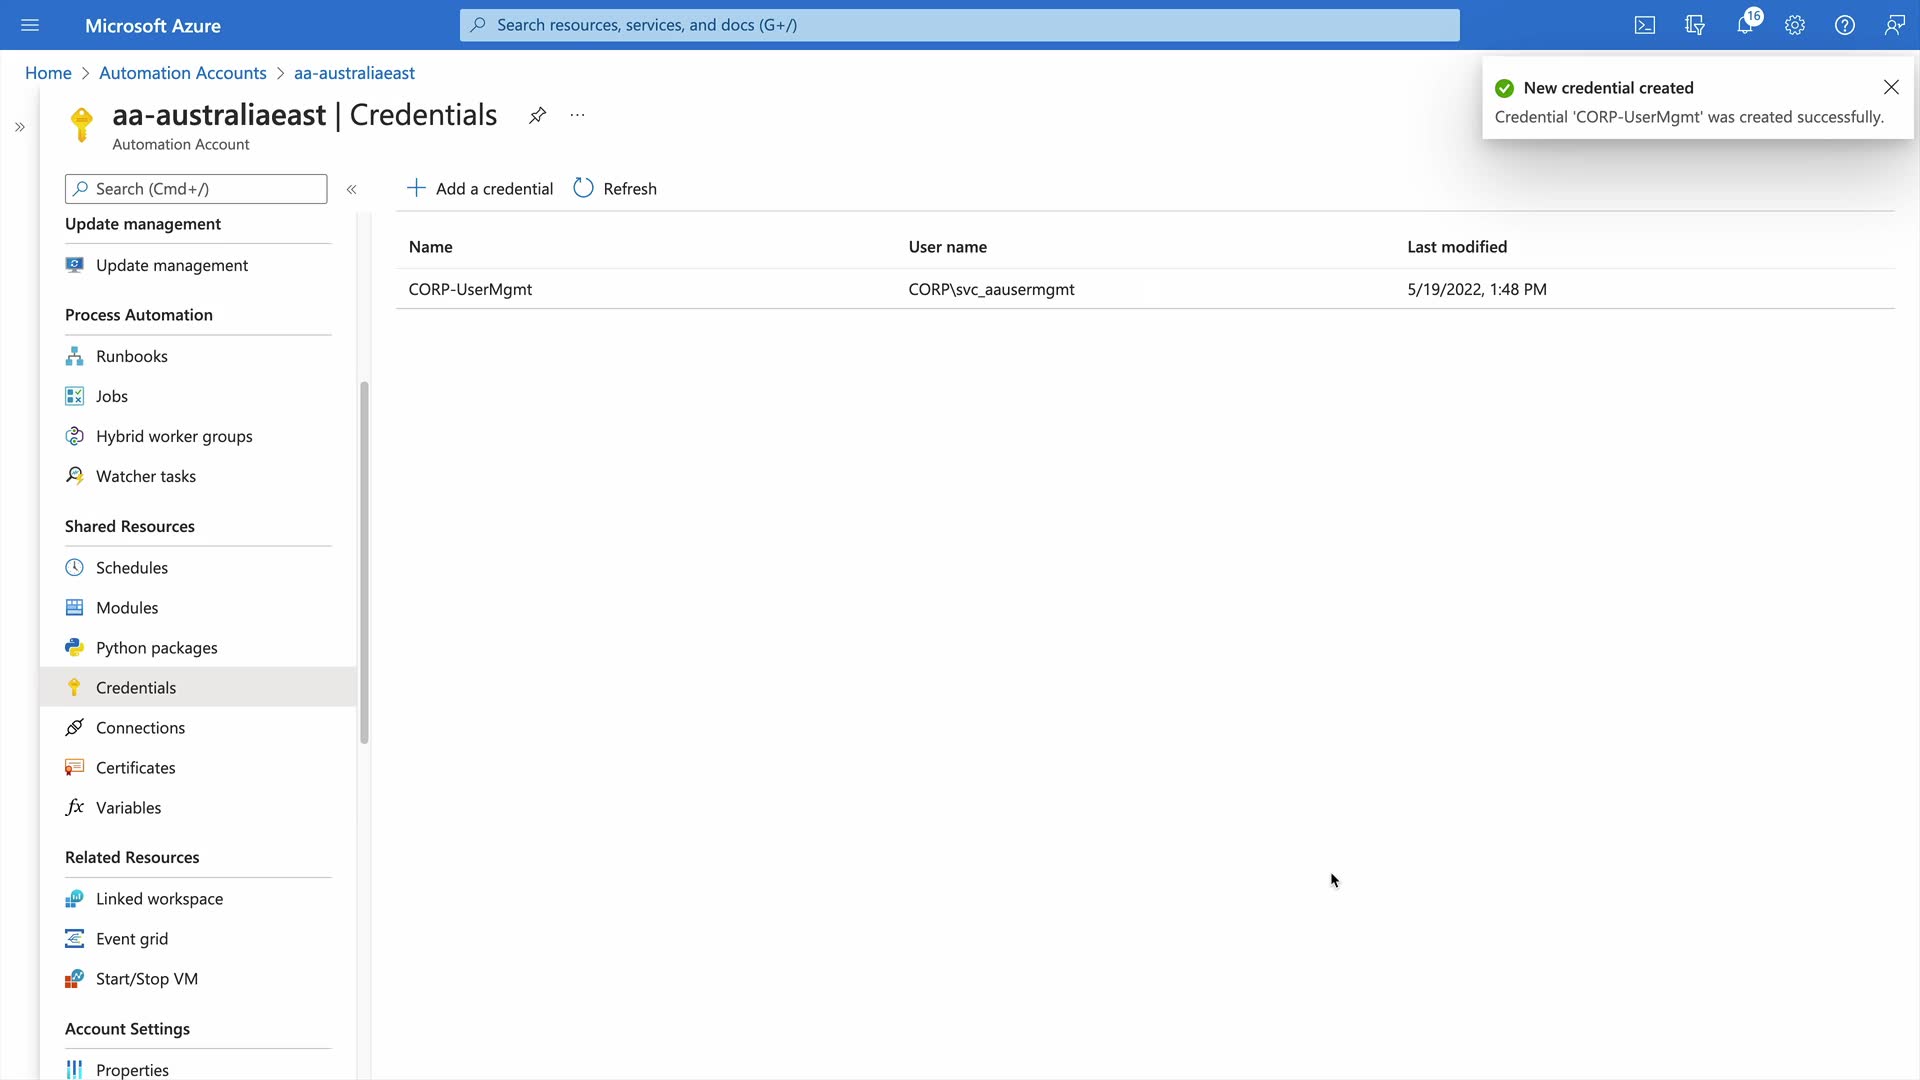 Microsoft Azure
Search resources, services, and docs (G+/)
16
Home > Automation Accounts > aa-australiaeast
New credential created
Credential 'CORP-UserMgmt' was created successfully.
aa-australiaeast | Credentials
Automation Account
Search (Cmd+/)
Add a credential
Refresh
Update management
Update management
Process Automation
Runbooks
Jobs
Hybrid worker groups
Watcher tasks
Shared Resources
Schedules
Modules
Python packages
Credentials
Connections
Certificates
Variables
Related Resources
Linked workspace
Event grid
Start/Stop VM
Account Settings
Properties
Name User name Last modified
CORP-UserMgmt CORP\svc_aausermgmt 5/19/2022, 1:48 PM